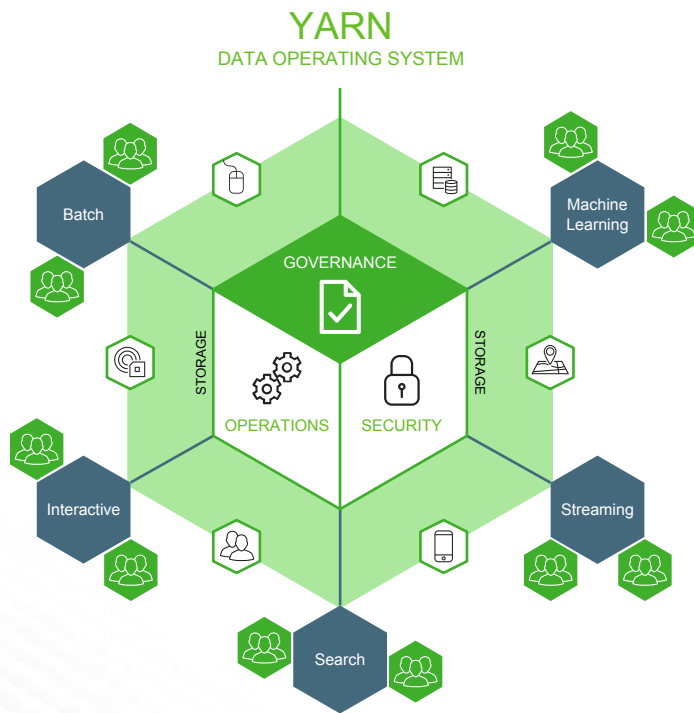 YARN
DATA OPERATING SYSTEM
Batch
Machine
Learning
GOVERNANCE
STORAGE
STORAGE
OPERATIONS
SECURITY
Interactive
Streaming
Search